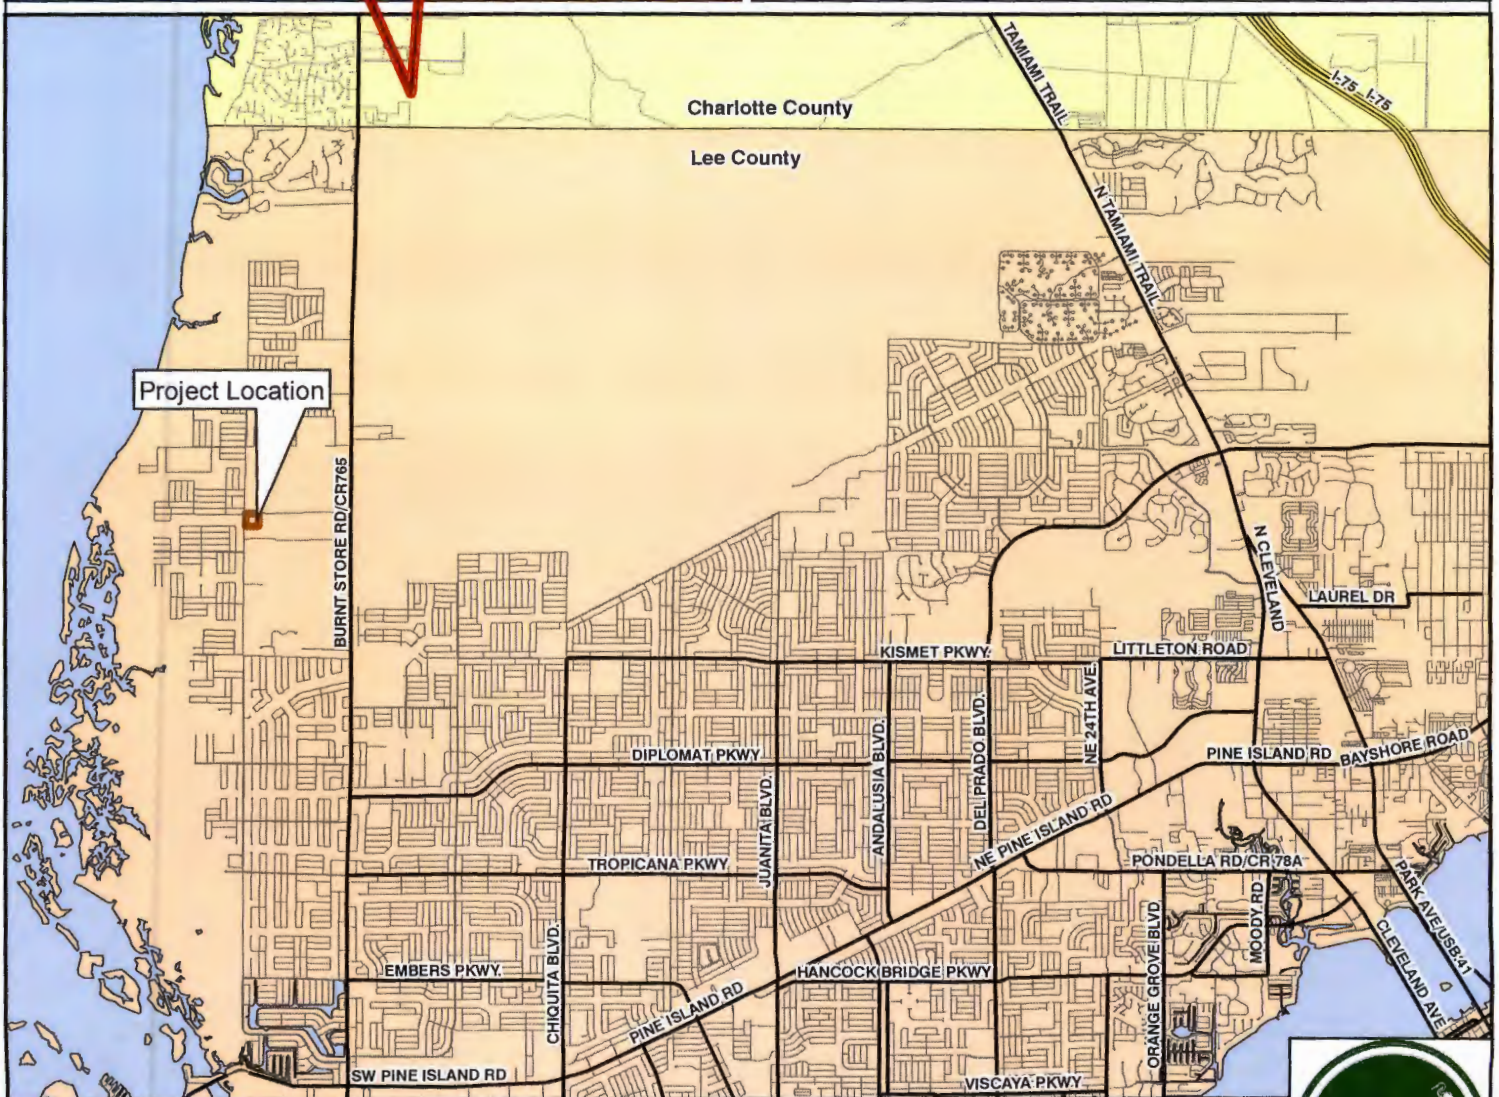 TAMIAMI TRAIL
I-75 I-75
Charlotte County
Lee County
N TAMIAMI TRAIL
Project Location
BURNT STORE RD/CR765
N CLEVELAND
LAUREL DR
KISMET PKWY.
LITTLETON ROAD
NE 24TH AVE.
DEL PRADO BLVD.
ANDALUSIA BLVD.
DIPLOMAT PKWY
PINE ISLAND RD
BAYSHORE ROAD
JUANITA BLVD.
NE PINE ISLAND RD
TROPICANA PKWY
PONDELLA RD/CR 78A
PARK AVE/USB:41
MOODY RD
ORANGE GROVE BLVD
CLEVELAND AVE
CHIQUITA BLVD.
EMBERS PKWY.
HANCOCK BRIDGE PKWY
PINE ISLAND RD
SW PINE ISLAND RD
VISCAYA PKWY